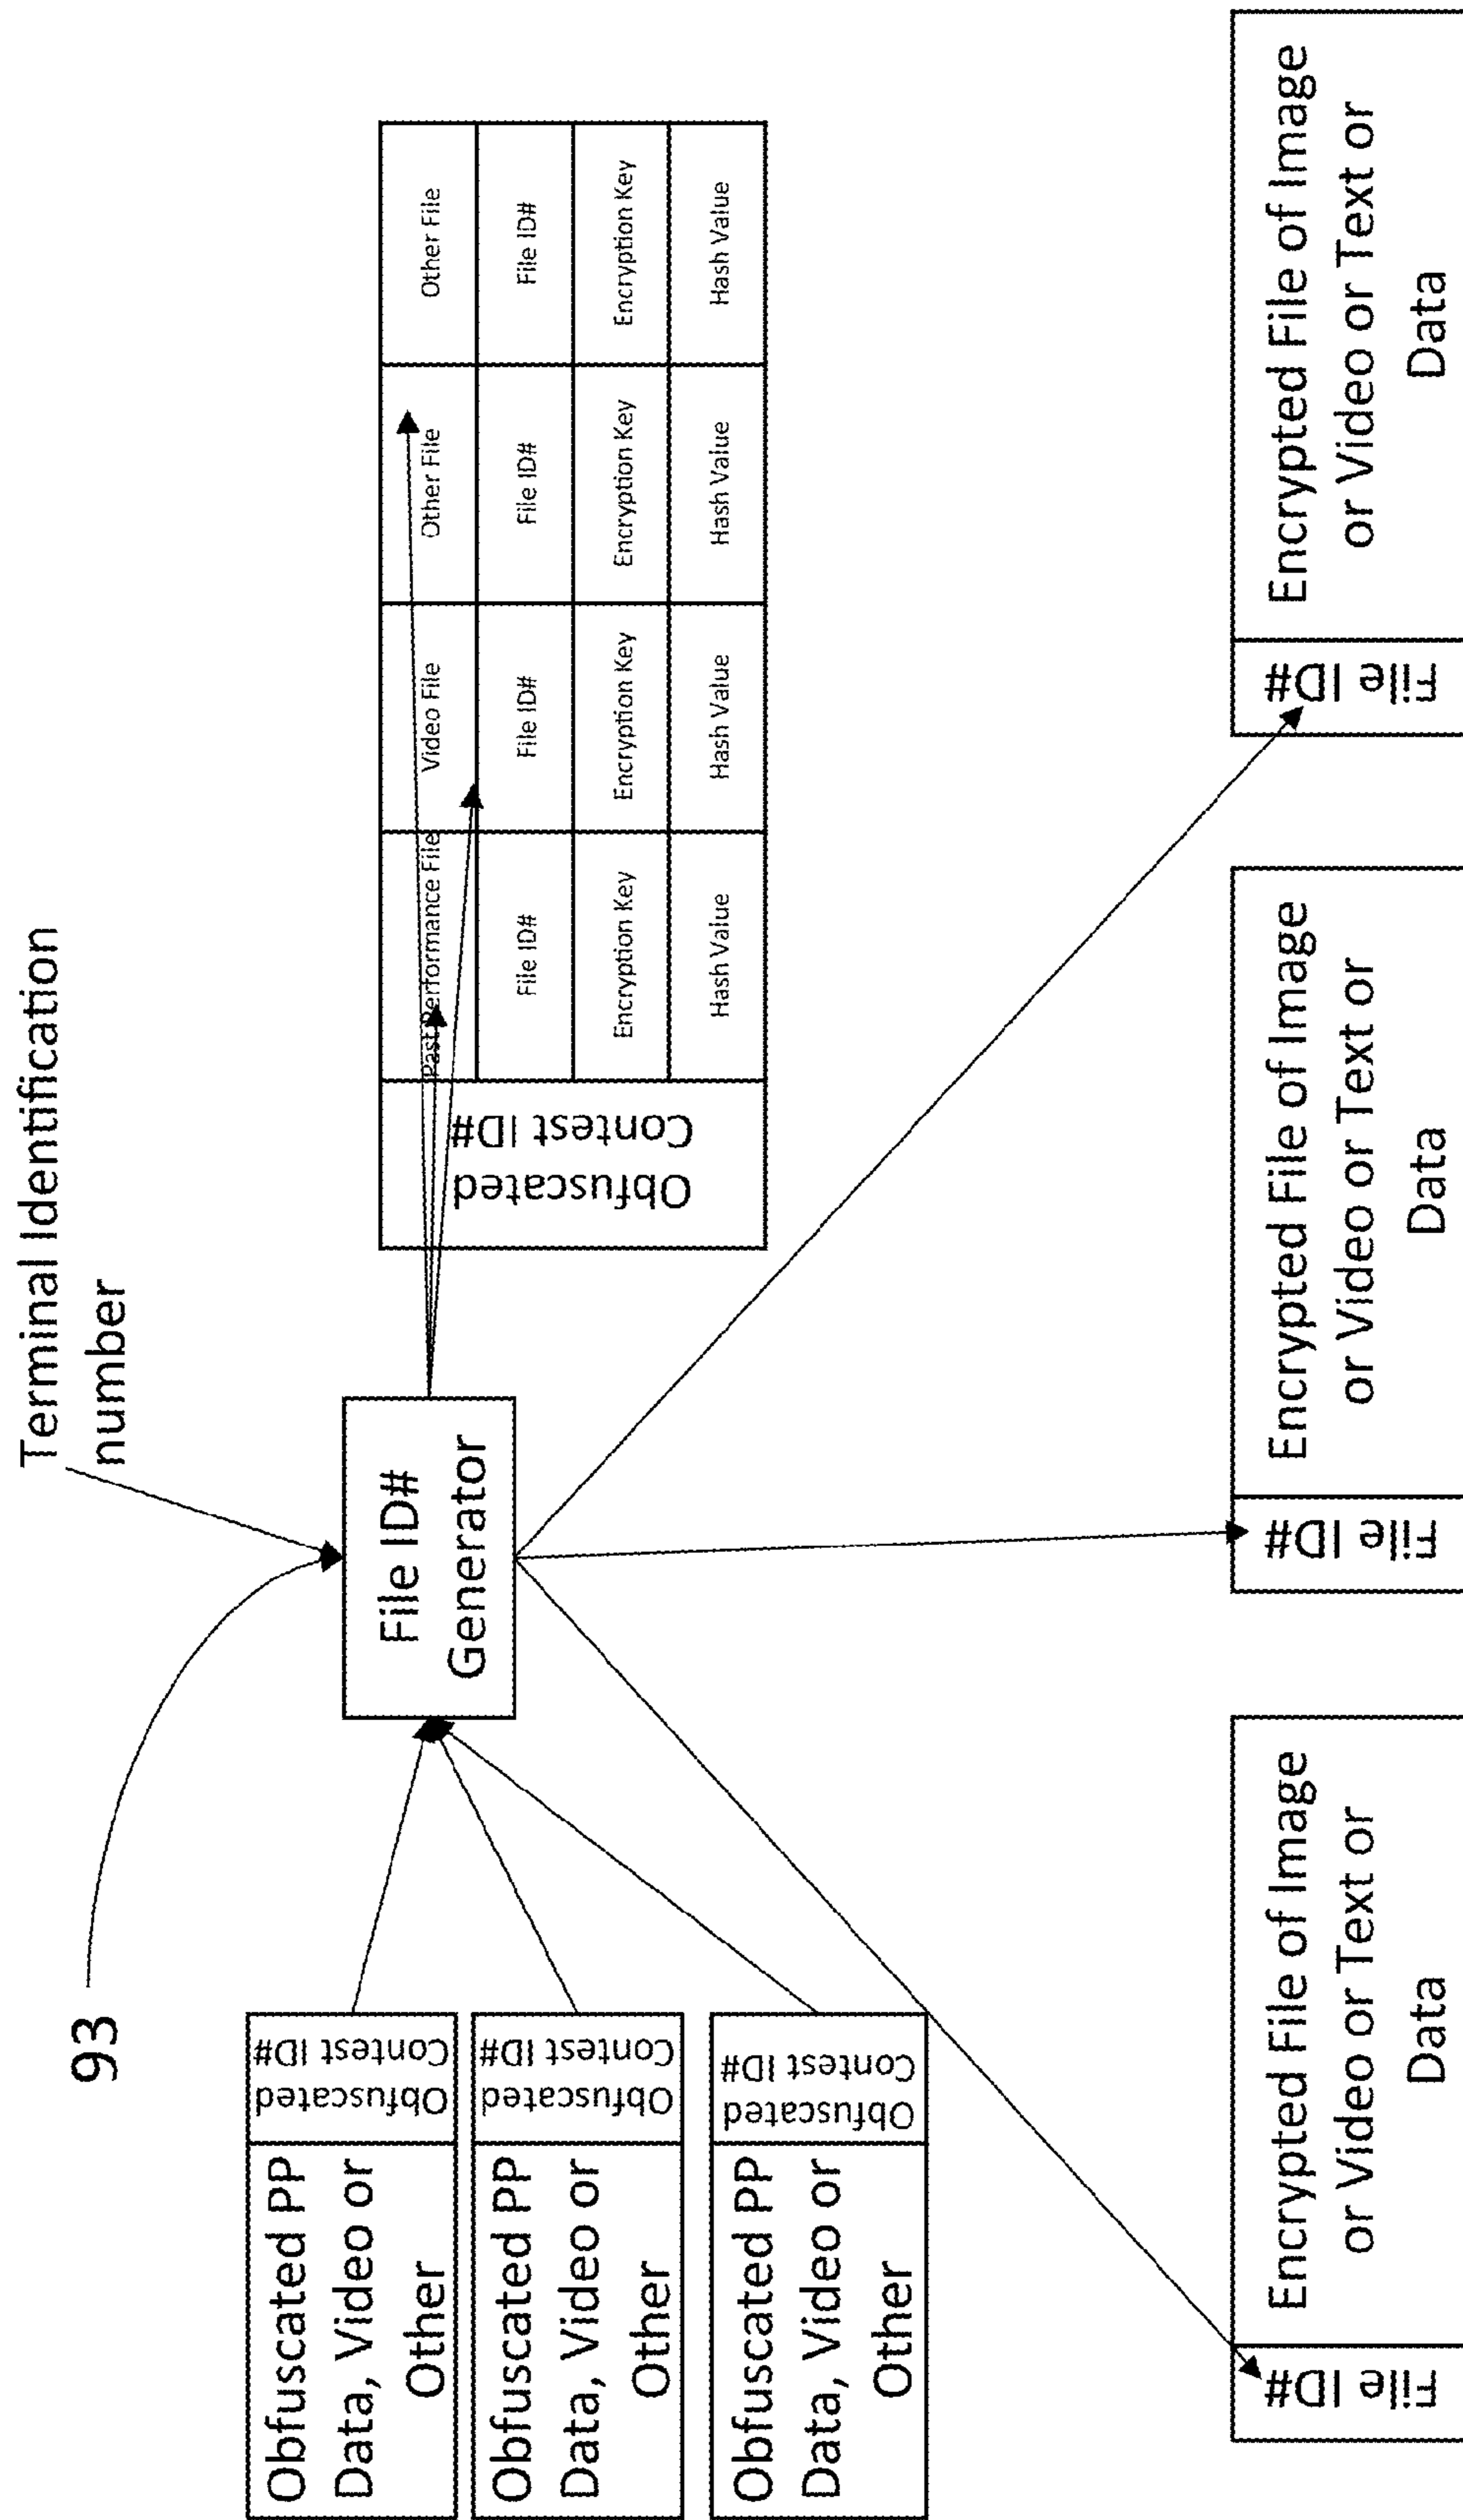 Terminal Identification
number
93
File ID#
Generator
Obfuscated PP
Data, Video or
Other
Obfuscated
Contest ID#
Obfuscated PP
Data, Video or
Other
Obfuscated
Contest ID#
Obfuscated PP
Data, Video or
Other
Obfuscated
Contest ID#
Obfuscated
Contest ID#
Past Performance File
Video File
Other File
Other File
File ID#
File ID#
File ID#
File ID#
Encryption Key
Encryption Key
Encryption Key
Encryption Key
Hash Value
Hash Value
Hash Value
Hash Value
File ID#
Encrypted File of Image
or Video or Text or
Data
File ID#
Encrypted File of Image
or Video or Text or
Data
File ID#
Encrypted File of Image
or Video or Text or
Data